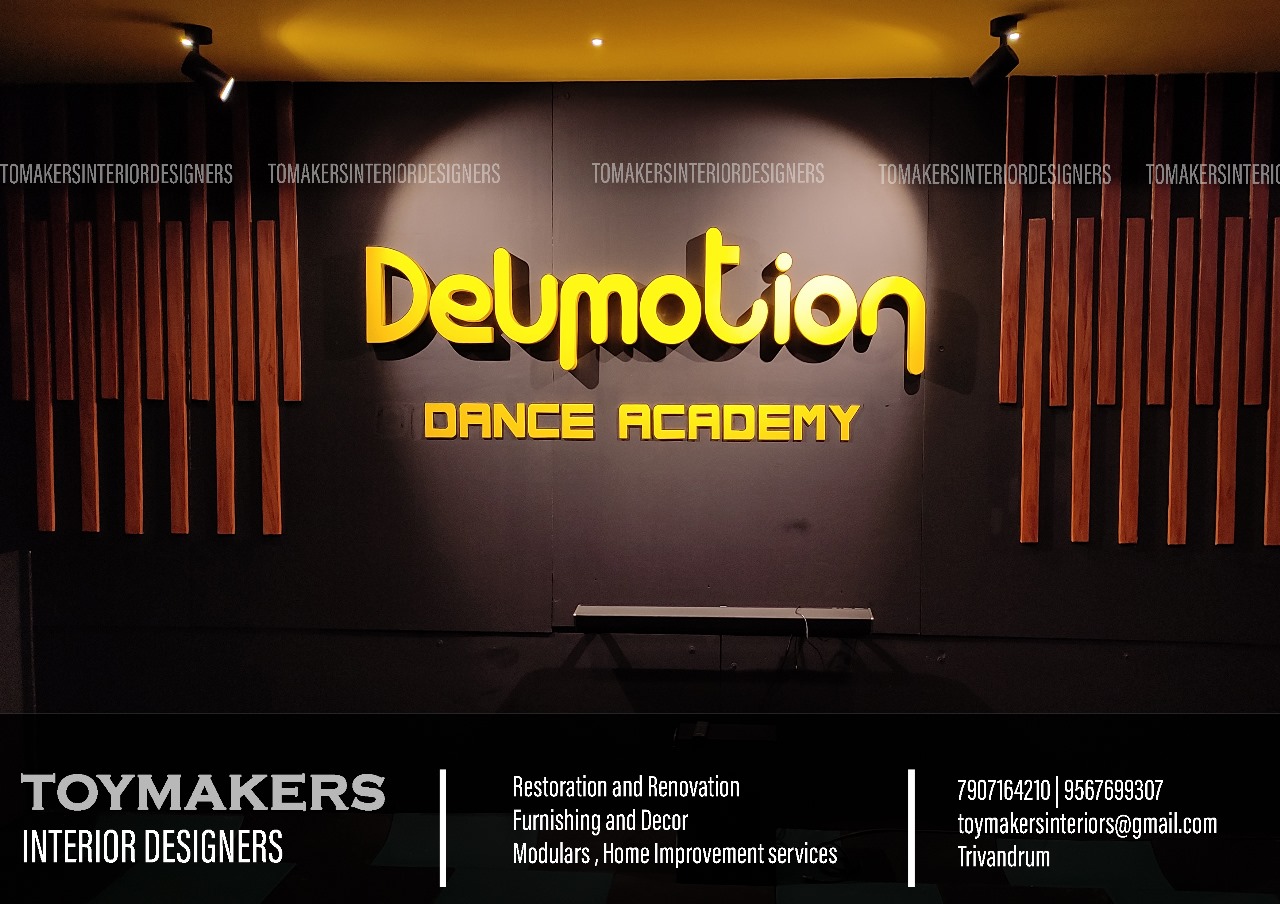 TOMAKERSINTERIORDESIGNERS TOMAKERSINTERIORDESIGNERS TOMAKERSINTERIORDESIGNERS TOMAKERSINTERIORDESIGNERS TOMAKERSINTERIO
Delymotion
DANCE ACADEMY
TOYMAKERS
INTERIOR DESIGNERS
Restoration and Renovation
Furnishing and Decor
Modulars , Home Improvement services
7907164210 | 9567699307
toymakersinteriors@gmail.com
Trivandrum